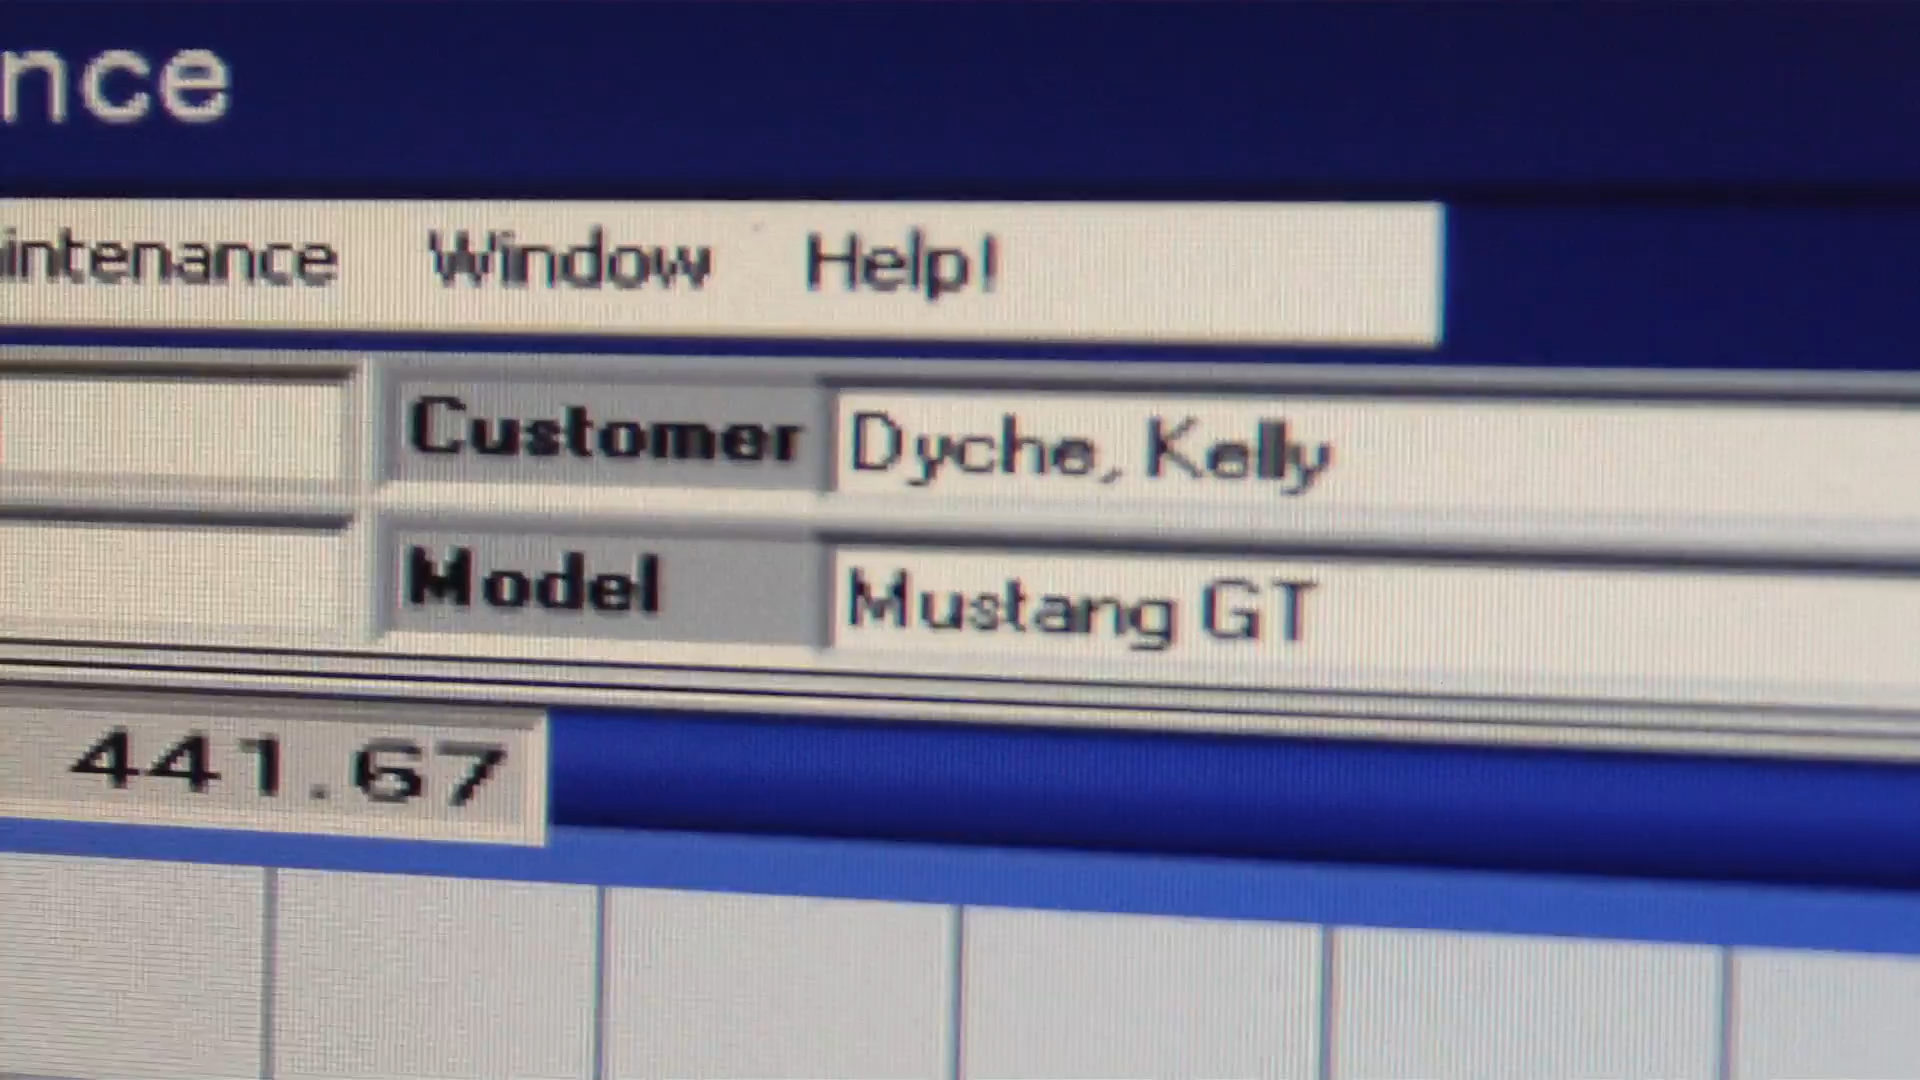 nce
intenance Window Help!
Customer Dyche, Kelly
Model Mustang GT
441.67